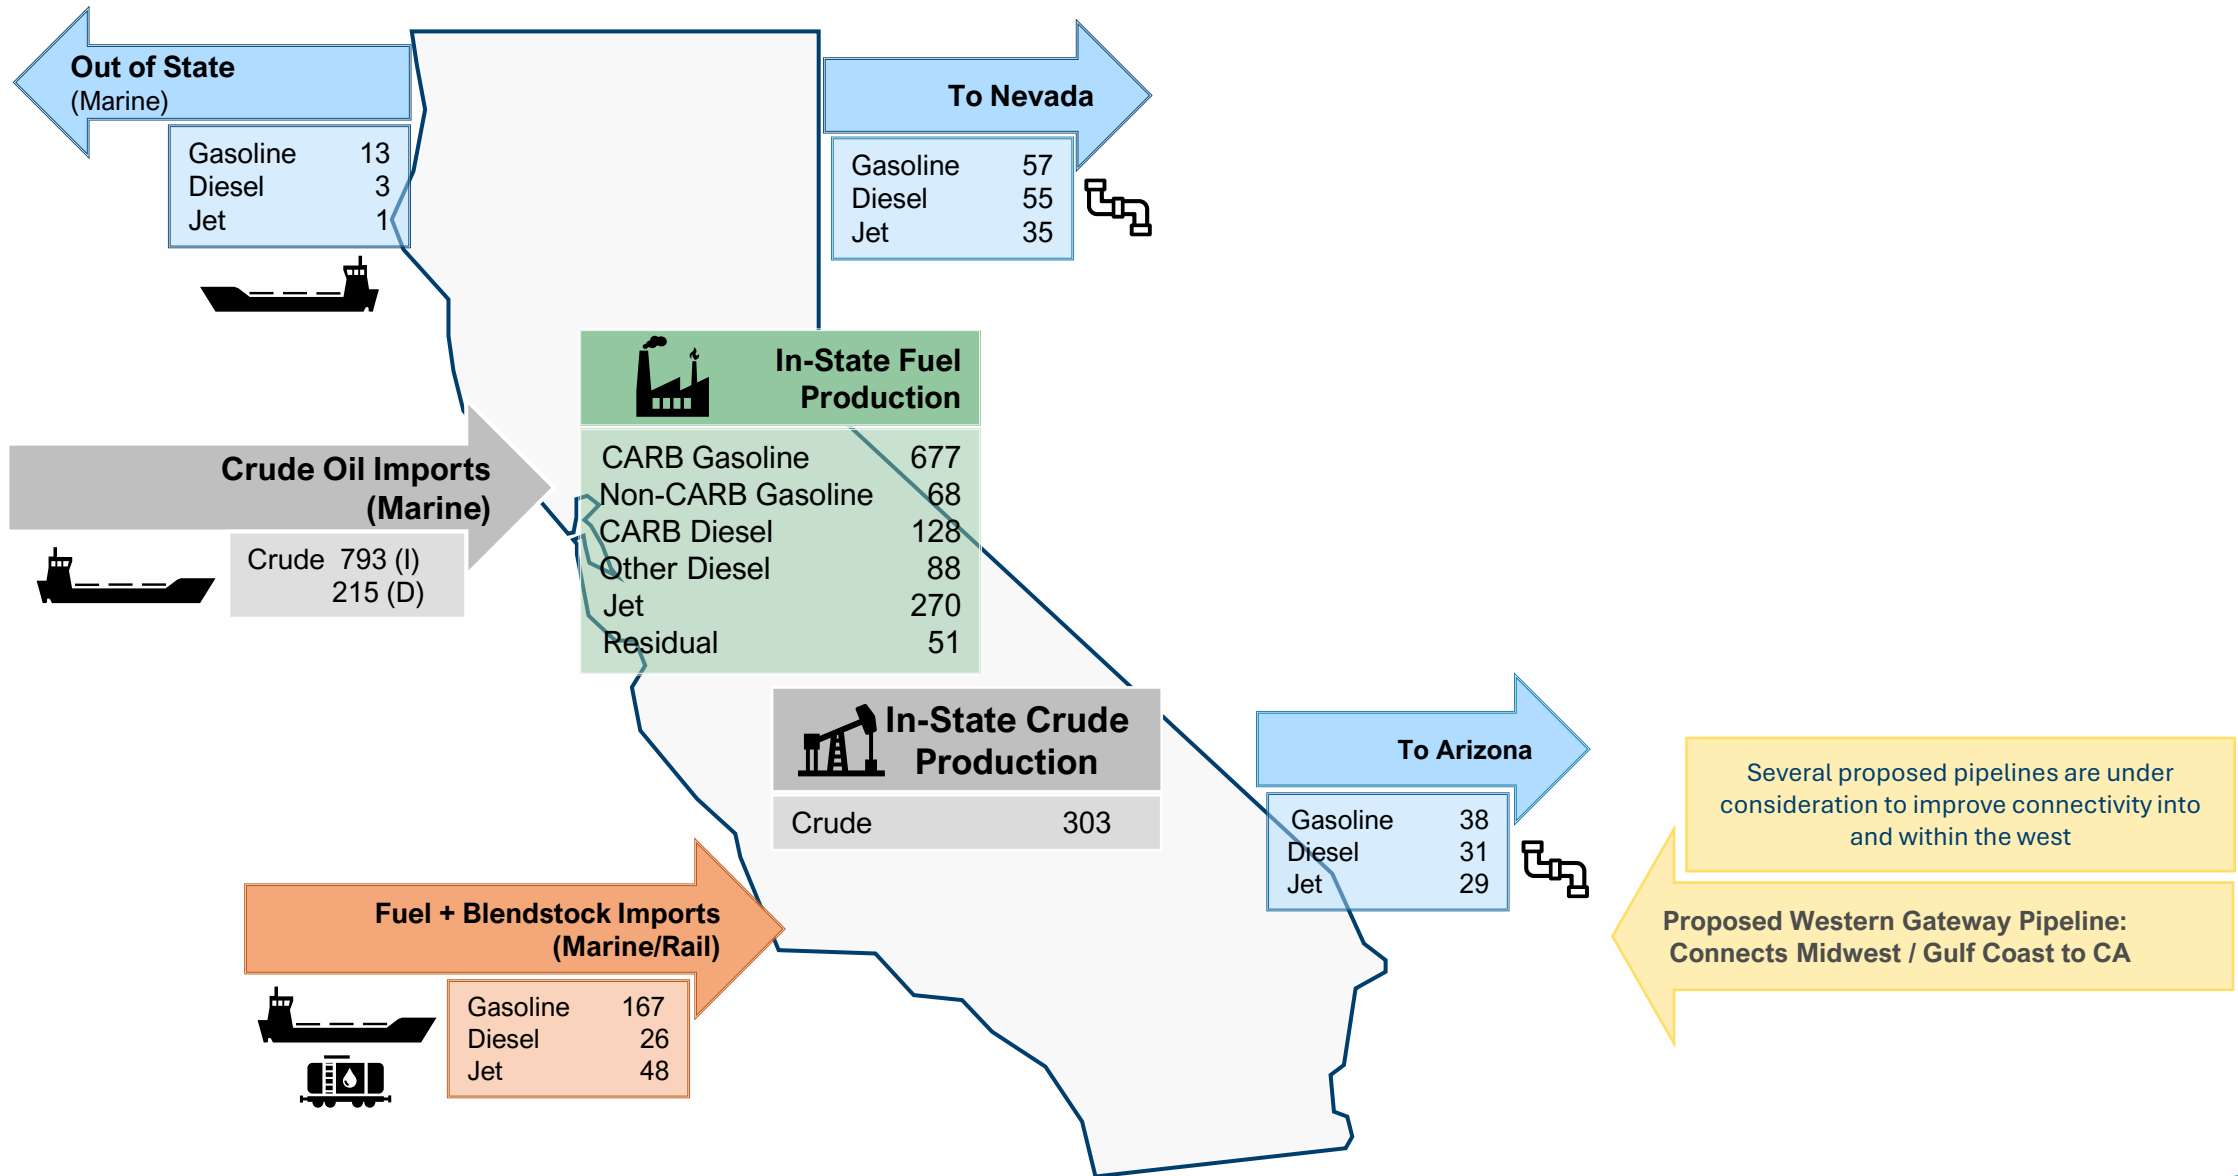 Out of State
(Marine)
Gasoline 13
Diesel 3
Jet 1
To Nevada
Gasoline 57
Diesel 55
Jet 35
In-State Fuel
Production
CARB Gasoline 677
Non-CARB Gasoline 68
CARB Diesel 128
Other Diesel 88
Jet 270
Residual 51
Crude Oil Imports
(Marine)
Crude 793 (I)
215 (D)
In-State Crude
Production
Crude 303
To Arizona
Gasoline 38
Diesel 31
Jet 29
Several proposed pipelines are under
consideration to improve connectivity into
and within the west
Proposed Western Gateway Pipeline:
Connects Midwest / Gulf Coast to CA
Fuel + Blendstock Imports
(Marine/Rail)
Gasoline 167
Diesel 26
Jet 48